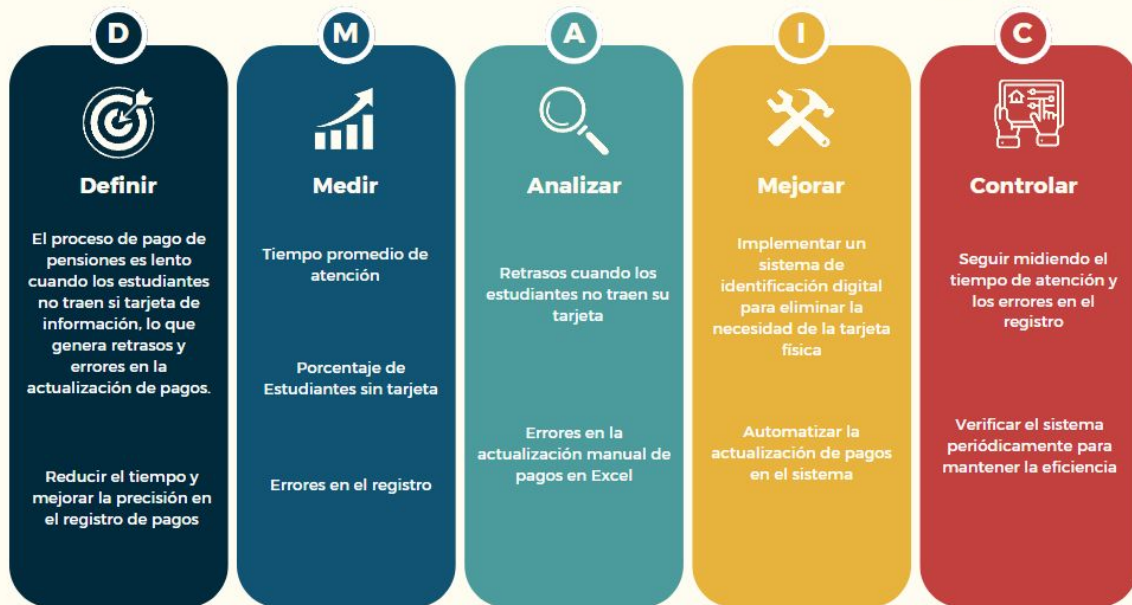 D
Definir
El proceso de pago de
pensiones es lento
cuando los estudiantes
no traen si tarjeta de
información, lo que
genera retrasos y
errores en la
actualización de pagos.
Reducir el tiempo y
mejorar la precisión en
el registro de pagos
M
Medir
Tiempo promedio de
atención
Porcentaje de
Estudiantes sin tarjeta
Errores en el registro
A
Analizar
Retrasos cuando los
estudiantes no traen su
tarjeta
Errores en la
actualización manual de
pagos en Excel
I
Mejorar
Implementar un
sistema de
identificación digital
para eliminar la
necesidad de la tarjeta
física
Automatizar la
actualización de pagos
en el sistema
C
Controlar
Seguir midiendo el
tiempo de atención y
los errores en el
registro
Verificar el sistema
periódicamente para
mantener la eficiencia